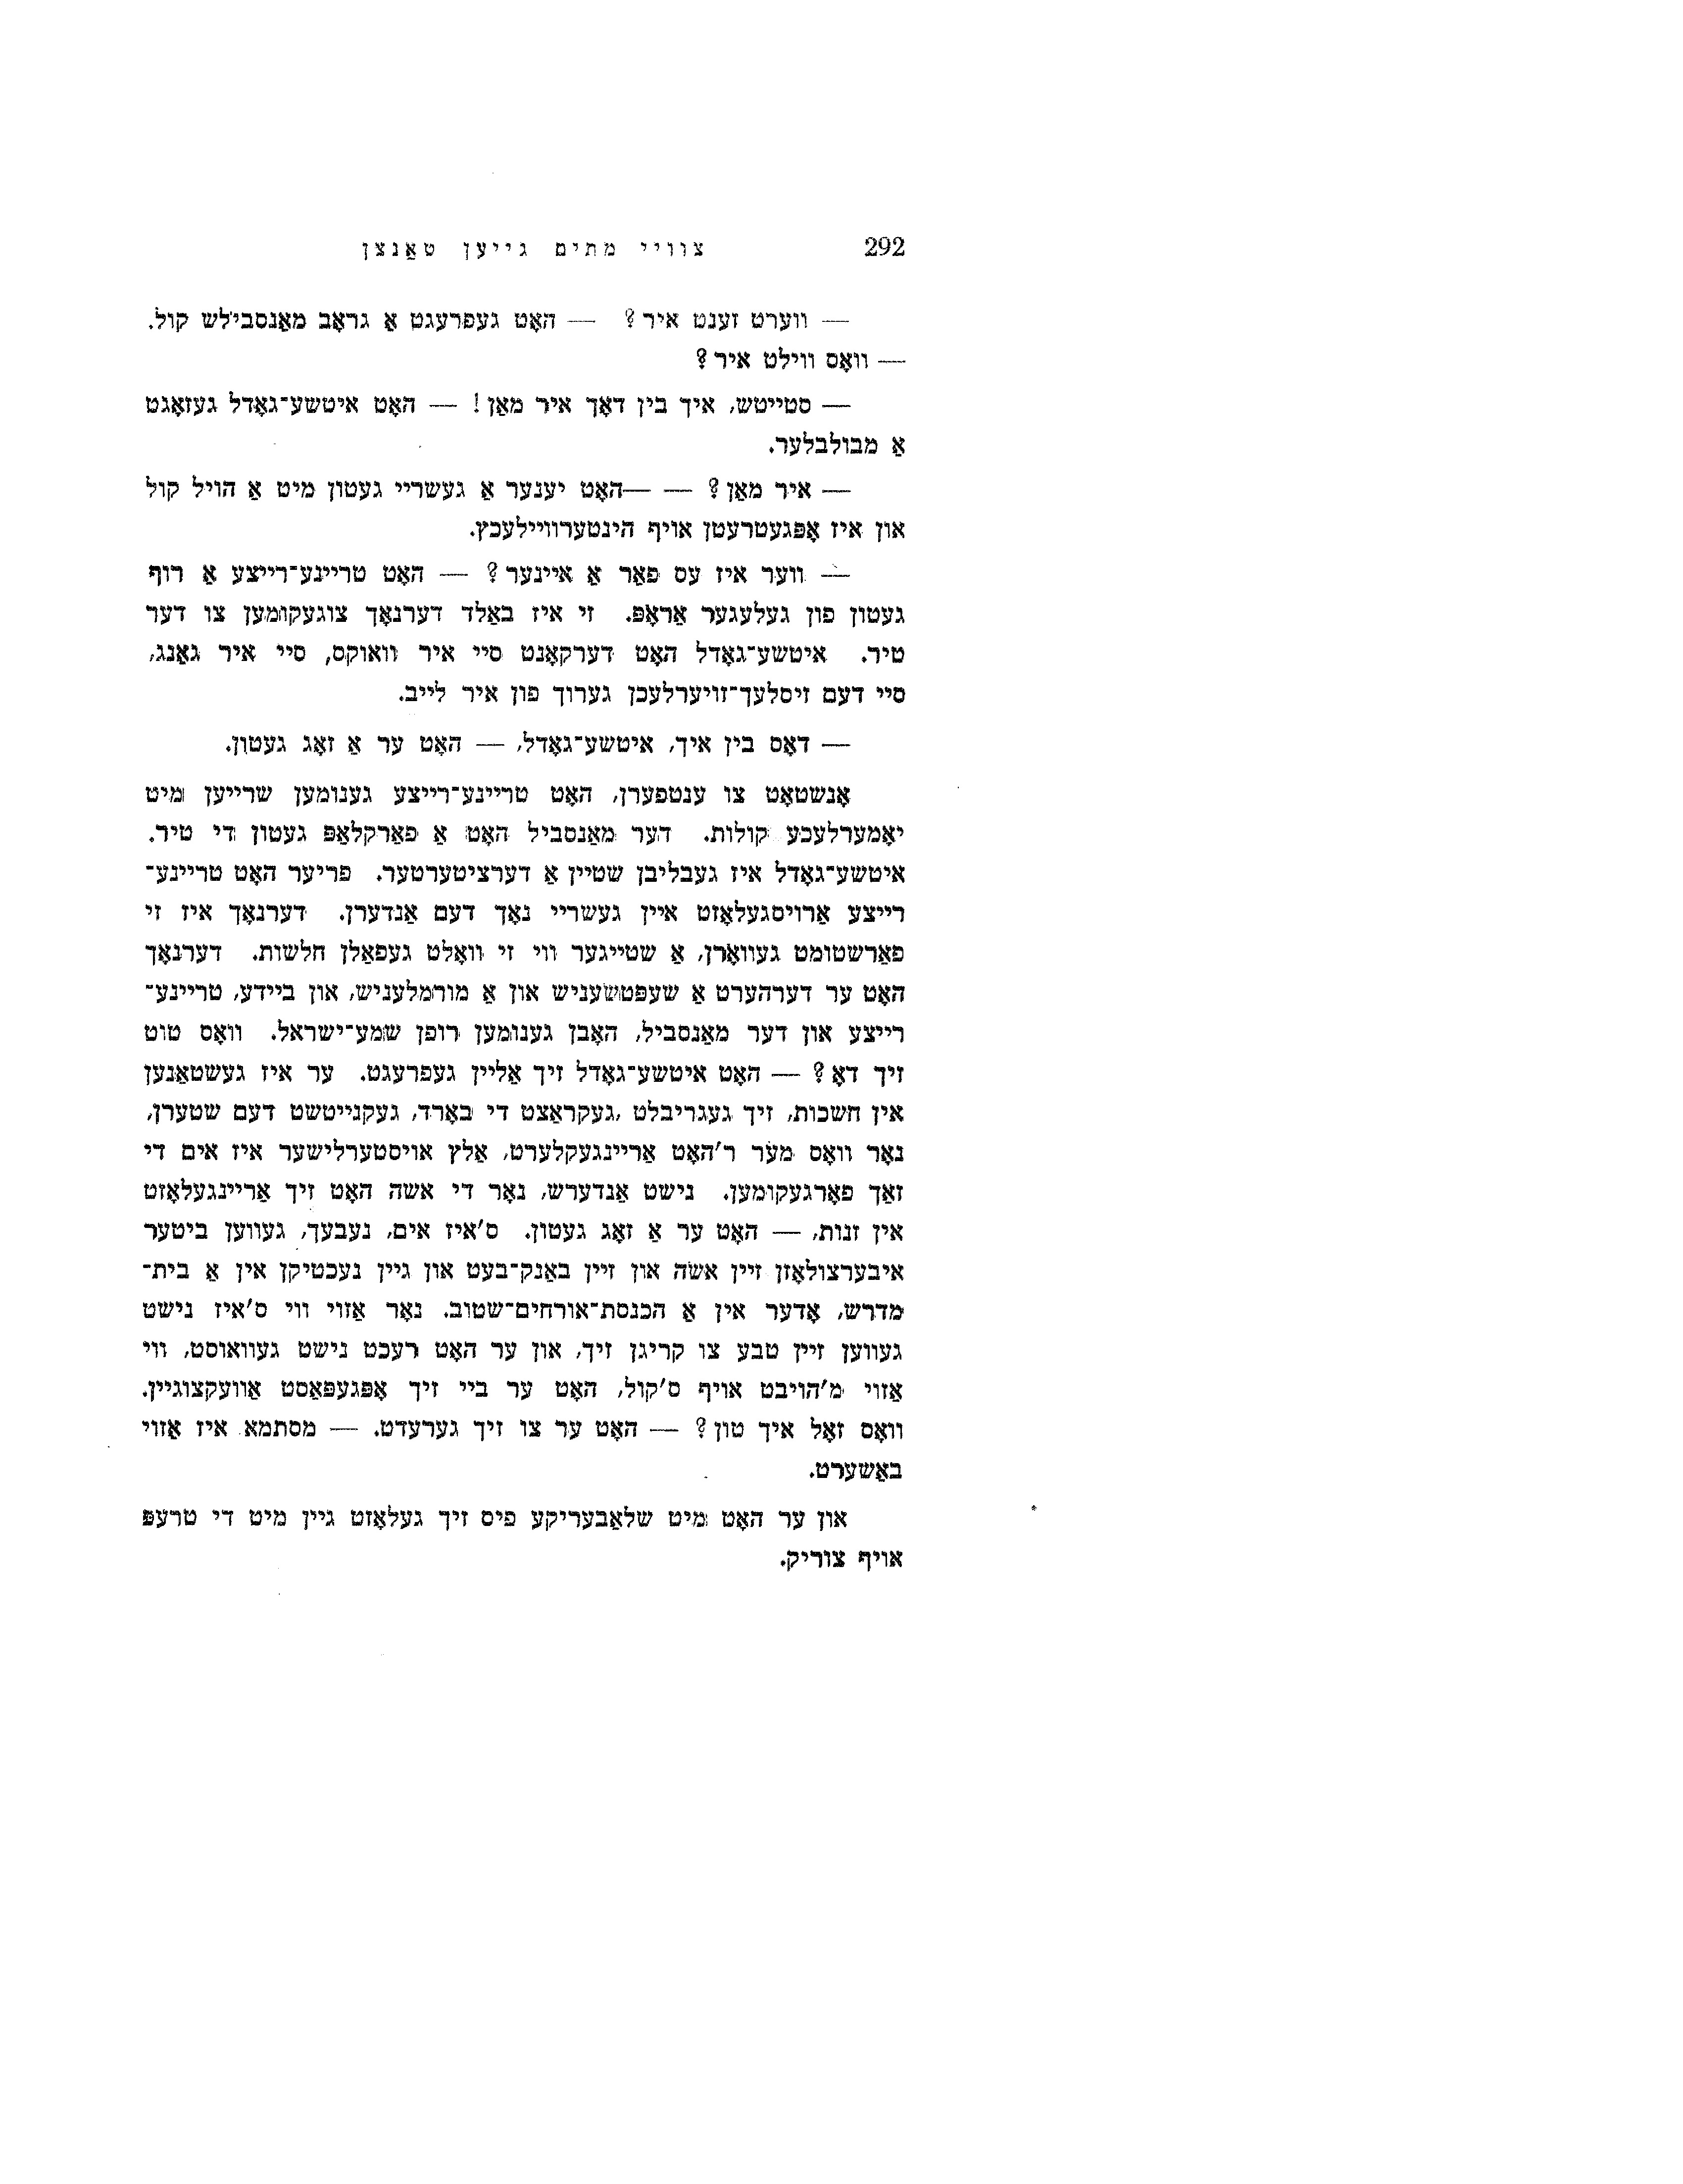 292 צוויי מתים גייען טאַנצן
— ווערט זענט איר? — האָט געפרעגט אַ גראָב מאַנסבילש קול.
— וואָס ווילט איר?
— סטייטש, איך בין דאָך איר מאַן! — האָט איטשע־גאָדל געזאָגט
אַ מבולבלער.
— איר מאַן? — —האָט יענער אַ געשריי געטון מיט אַ הויל קול
און איז אָפּגעטרעטן אויף הינטערוויילעכץ.
— ווער איז עס פאַר אַ איינער? — האָט טריינע־רייצע אַ רוף
געטון פון געלעגער אַראָפּ. זי איז באַלד דערנאָך צוגעקומען צו דער
טיר. איטשע־גאָדל האָט דערקאָנט סיי איר וואוקס, סיי איר גאַנג,
סיי דעם זיסלעך־זויערלעכן גערוך פון איר לייב.
— דאָס בין איך, איטשע־גאָדל, — האָט ער אַ זאָג געטון.
אָנשטאָט צו ענטפערן, האָט טריינע־רייצע גענומען שרייען מיט
יאָמערלעכע קולות. דער מאַנסביל האָט אַ פאַרקלאַפּ געטון די טיר.
איטשע־גאָדל איז געבליבן שטיין אַ דערציטערטער. פריער האָט טריינע־
רייצע אַרויסגעלאָזט איין געשריי נאָך דעם אַנדערן. דערנאָך איז זי
פאַרשטומט געוואָרן, אַ שטייגער ווי זי וואָלט געפאַלן חלשות. דערנאָך
האָט ער דערהערט אַ שעפּטשעניש און אַ מורמלעניש, און ביידע, טריינע־
רייצע און דער מאַנסביל, האָבן גענומען רופן שמע־ישראל. וואָס טוט
זיך דאָ? — האָט איטשע־גאָדל זיך אַליין געפרעגט. ער איז געשטאַנען
אין חשכות, זיך געגריבלט ,געקראַצט די באָרד, געקנייטשט דעם שטערן,
נאָר וואָס מער ר'האָט אַריינגעקלערט, אַלץ אויסטערלישער איז אים די
זאַך פאָרגעקומען. נישט אַנדערש, נאָר די אשה האָט זיך אַריינגעלאָזט
אין זנות, — האָט ער אַ זאָג געטון. ס'איז אים, נעבעך, געווען ביטער
איבערצולאָזן זיין אשה און זיין באַנק־בעט און גיין נעכטיקן אין אַ בית־
מדרש, אָדער אין אַ הכנסת־אורחים־שטוב. נאָר אַזוי ווי ס'איז נישט
געווען זיין טבע צו קריגן זיך, און ער האָט רעכט נישט געוואוסט, ווי
אַזוי מ'הויבט אויף ס'קול, האָט ער ביי זיך אָפּגעפּאַסט אַוועקצוגיין.
וואָס זאָל איך טון? — האָט ער צו זיך גערעדט. — מסתמא איז אַזוי
באַשערט.
און ער האָט מיט שלאַבעריקע פיס זיך געלאָזט גיין מיט די טרעפּ
אויף צוריק.